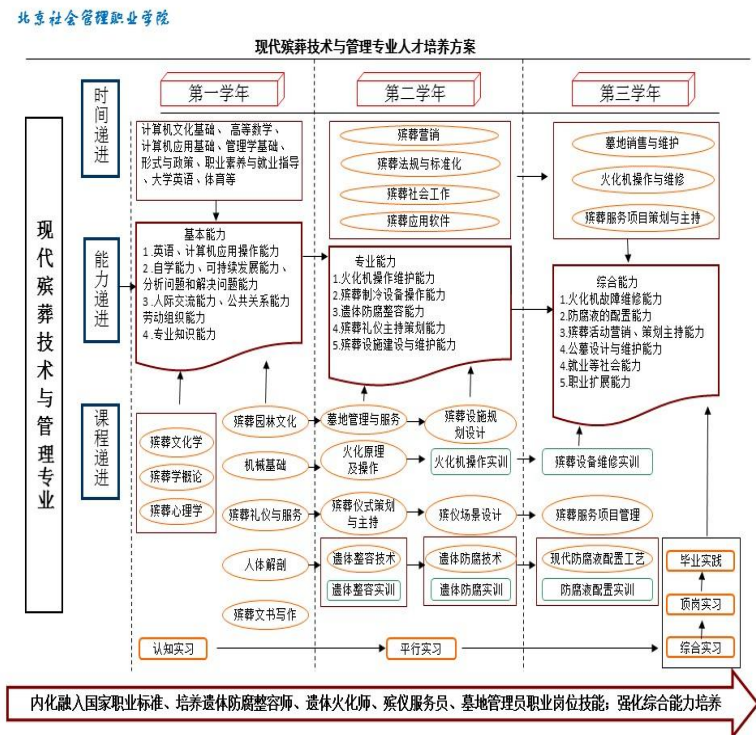 北京社会管理职业学院
现代殡葬技术与管理专业人才培养方案
现代殡葬技术与管理专业
时间递进
第一学年
第二学年
第三学年
计算机文化基础、高等数学、
计算机应用基础、管理学基础、
形式与政策、职业素养与就业指导
、大学英语、体育等
殡葬营销
殡葬法规与标准化
殡葬社会工作
殡葬应用软件
墓地销售与维护
火化机操作与维修
殡葬服务项目策划与主持
能力递进
基本能力
1.英语、计算机应用操作能力
2.自学能力、可持续发展能力、
分析问题和解决问题能力
3.人际交流能力、公共关系能力
劳动组织能力
4.专业知识能力
专业能力
1.火化机操作维护能力
2.殡葬制冷设备操作能力
3.遗体防腐整容能力
4.殡葬礼仪主持策划能力
5.殡葬设施建设与维护能力
综合能力
1.火化机故障维修能力
2.防腐液的配置能力
3.殡葬活动营销、策划主持能力
4.公墓设计与维护能力
4.就业等社会能力
5.职业扩展能力
课程递进
殡葬文化学
殡葬学概论
殡葬心理学
殡葬园林文化
墓地管理与服务
殡葬设施规
划设计
机械基础
火化原理
及操作
火化机操作实训
殡葬设备维修实训
殡葬礼仪与服务
殡葬仪式策划
与主持
殡仪场景设计
殡葬服务项目管理
人体解剖
遗体整容技术
遗体整容实训
遗体防腐技术
遗体防腐实训
现代防腐液配置工艺
防腐液配置实训
殡葬文书写作
毕业实践
顶岗实习
综合实习
认知实习
平行实习
内化融入国家职业标准、培养遗体防腐整容师、遗体火化师、殡仪服务员、墓地管理员职业岗位技能；强化综合能力培养